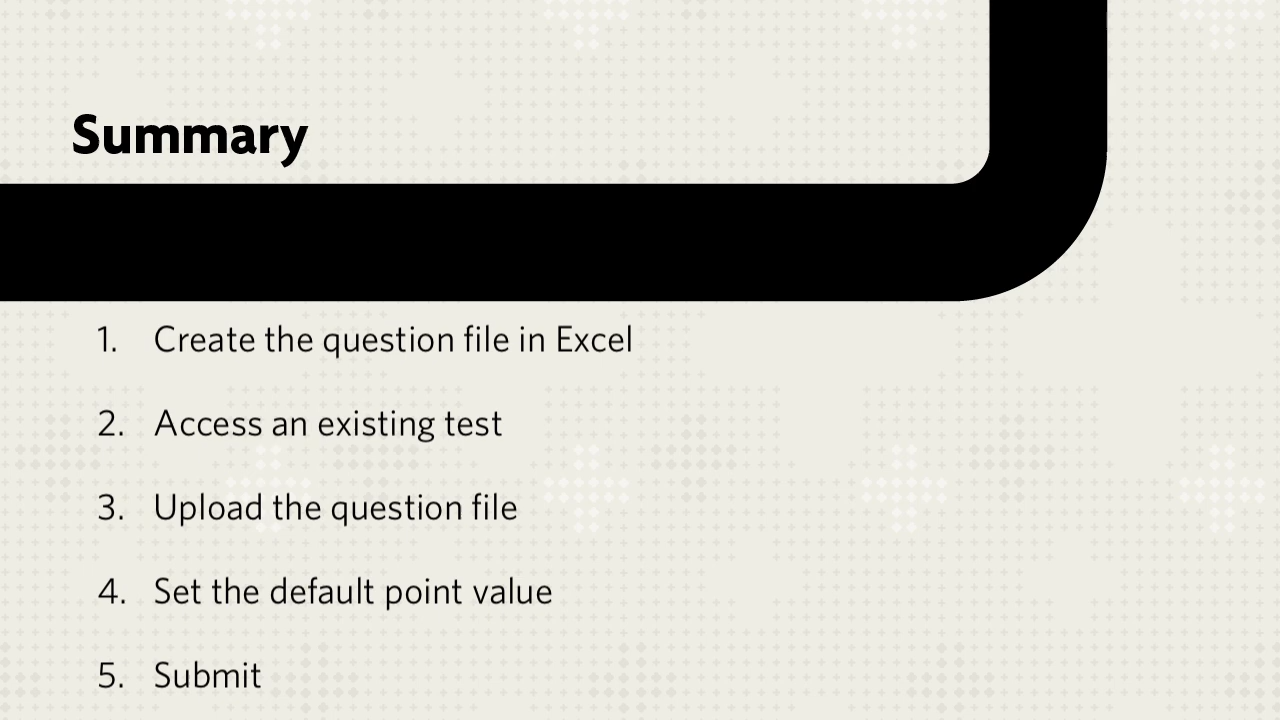 Summary
1. Create the question file in Excel
2. Access an existing test
3. Upload the question file
4. Set the default point value
5. Submit